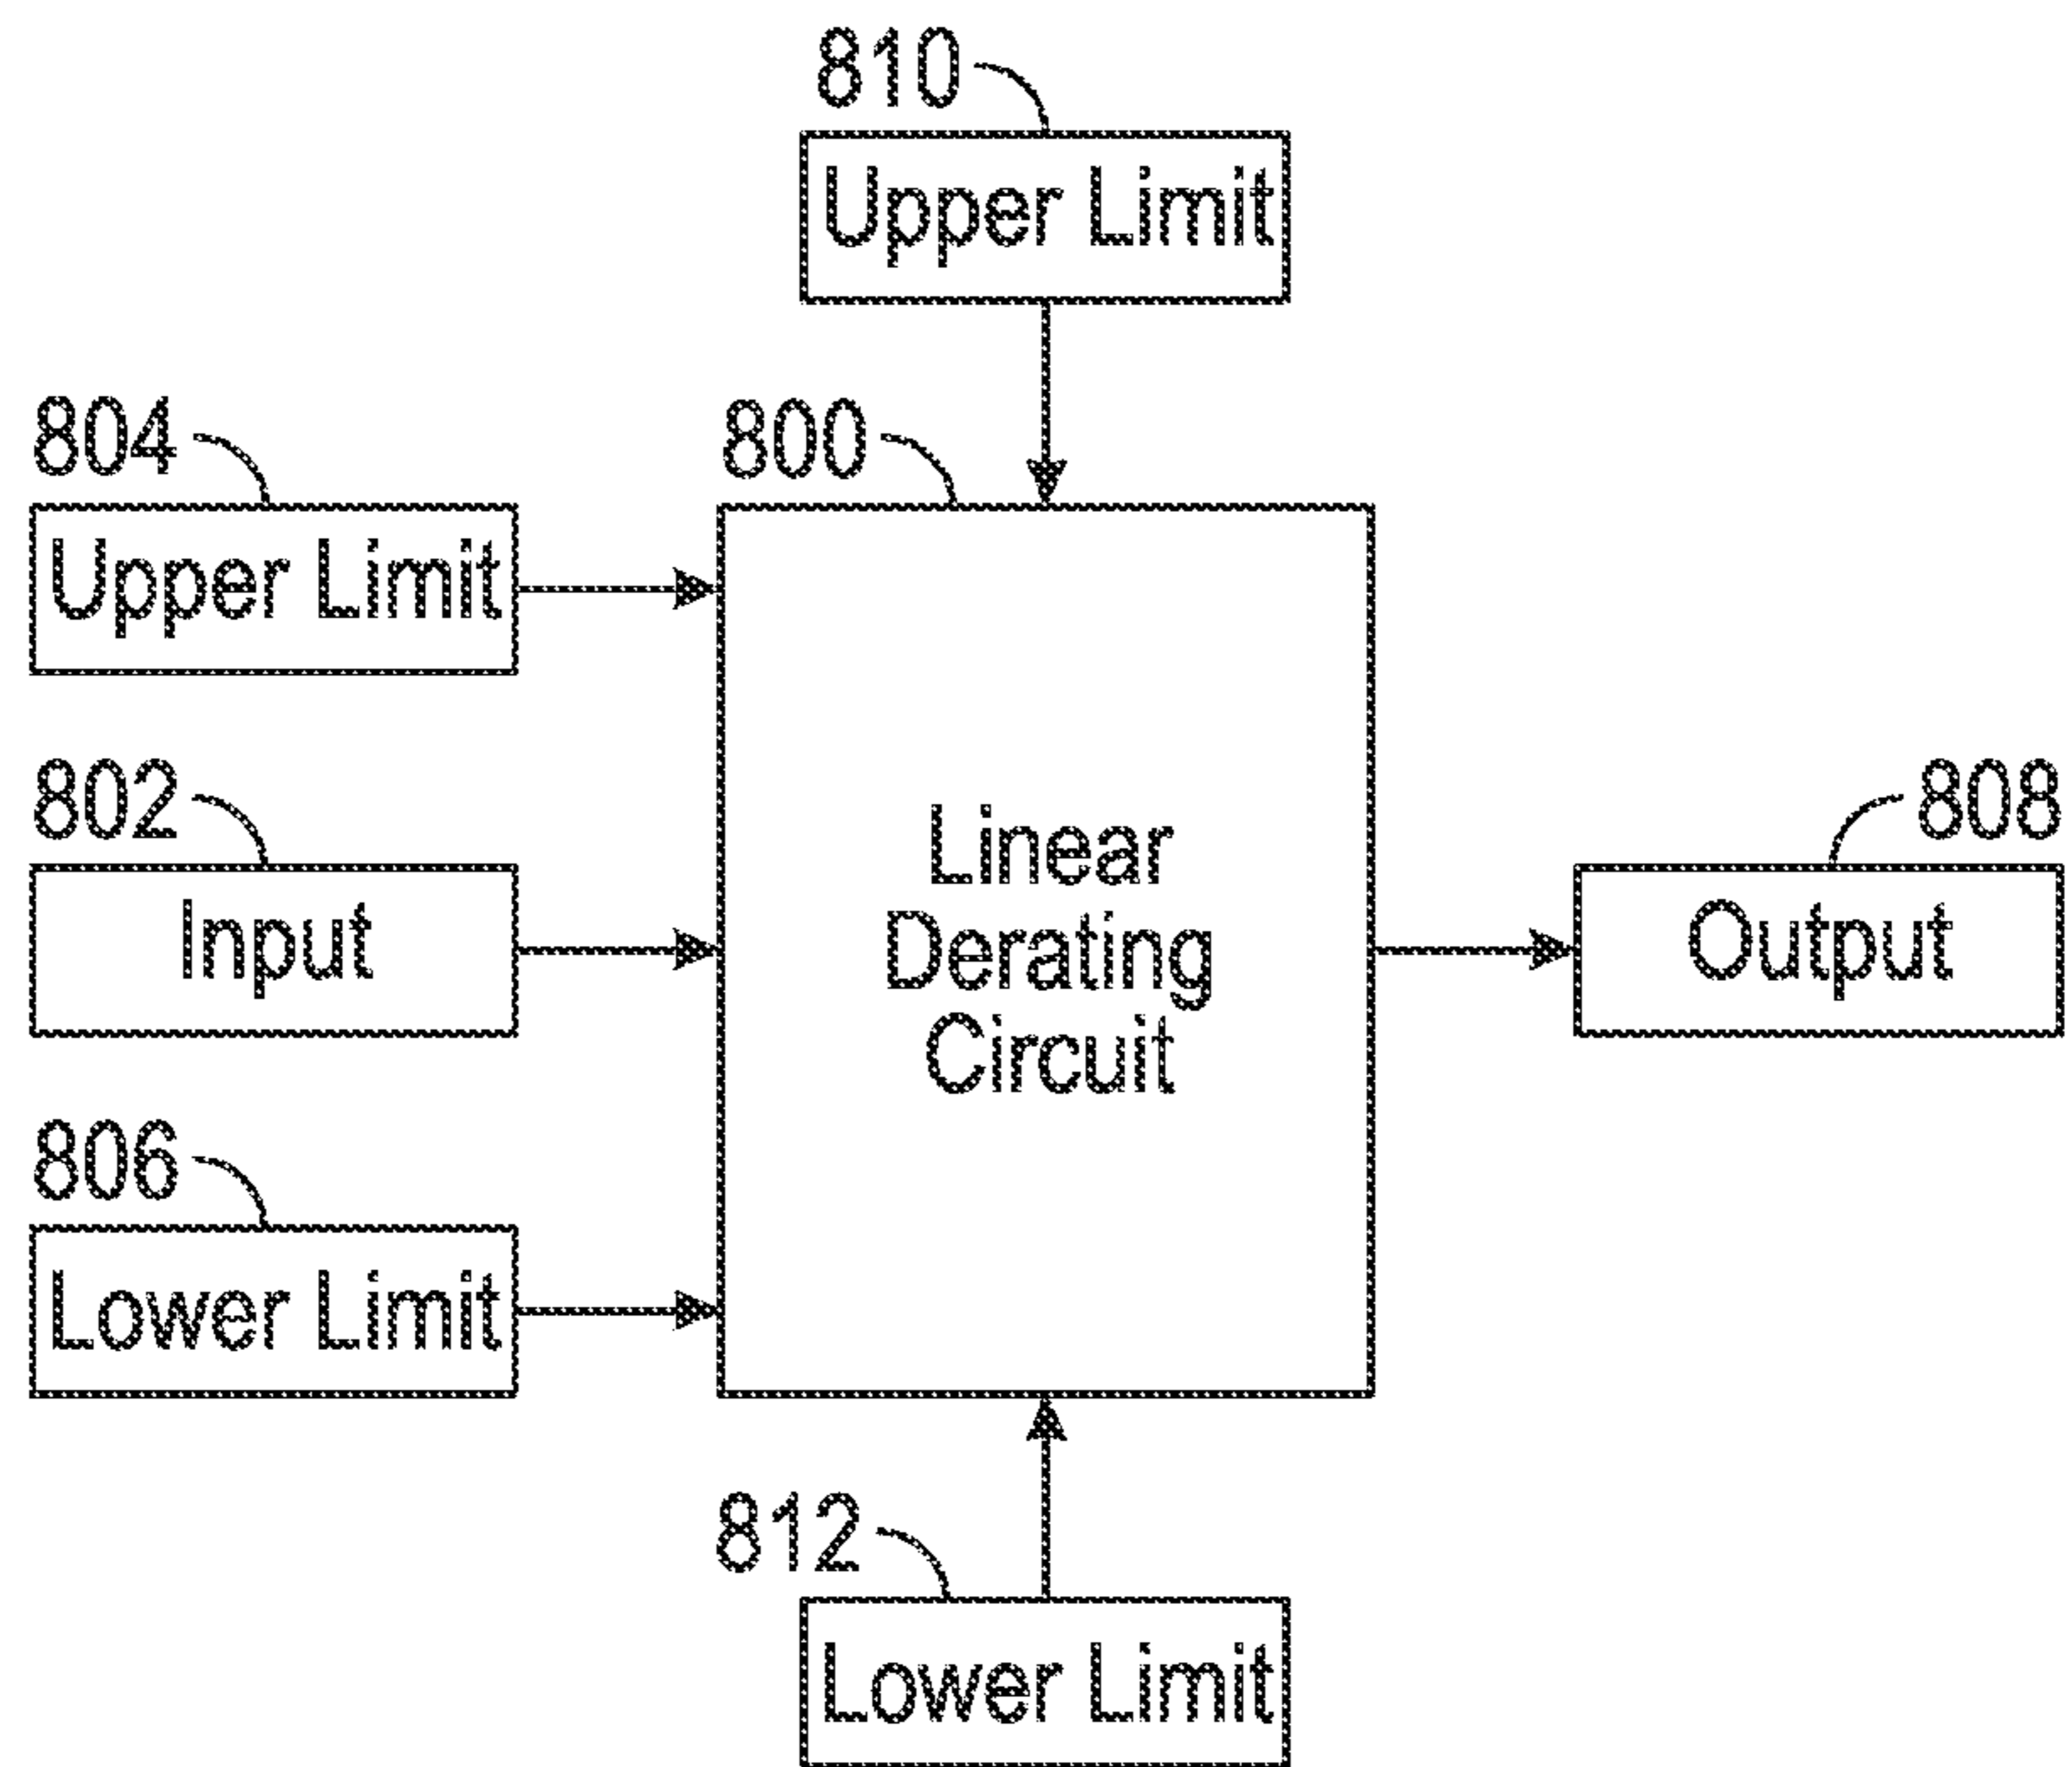 810
Upper Limit
804
800
Upper Limit
802
808
Input
Linear
Derating
Circuit
Output
806
Lower Limit
812
Lower Limit